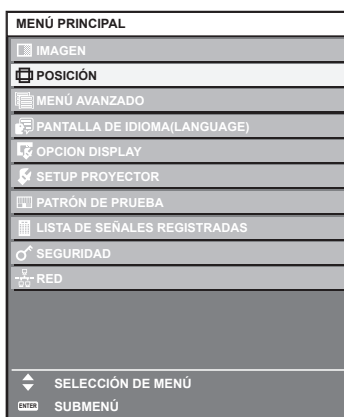 MENÚ PRINCIPAL
IMAGEN
POSICIÓN
MENÚ AVANZADO
PANTALLA DE IDIOMA(LANGUAGE)
OPCION DISPLAY
SETUP PROYECTOR
PATRÓN DE PRUEBA
LISTA DE SEÑALES REGISTRADAS
SEGURIDAD
RED
SELECCIÓN DE MENÚ
ENTER SUBMENÚ